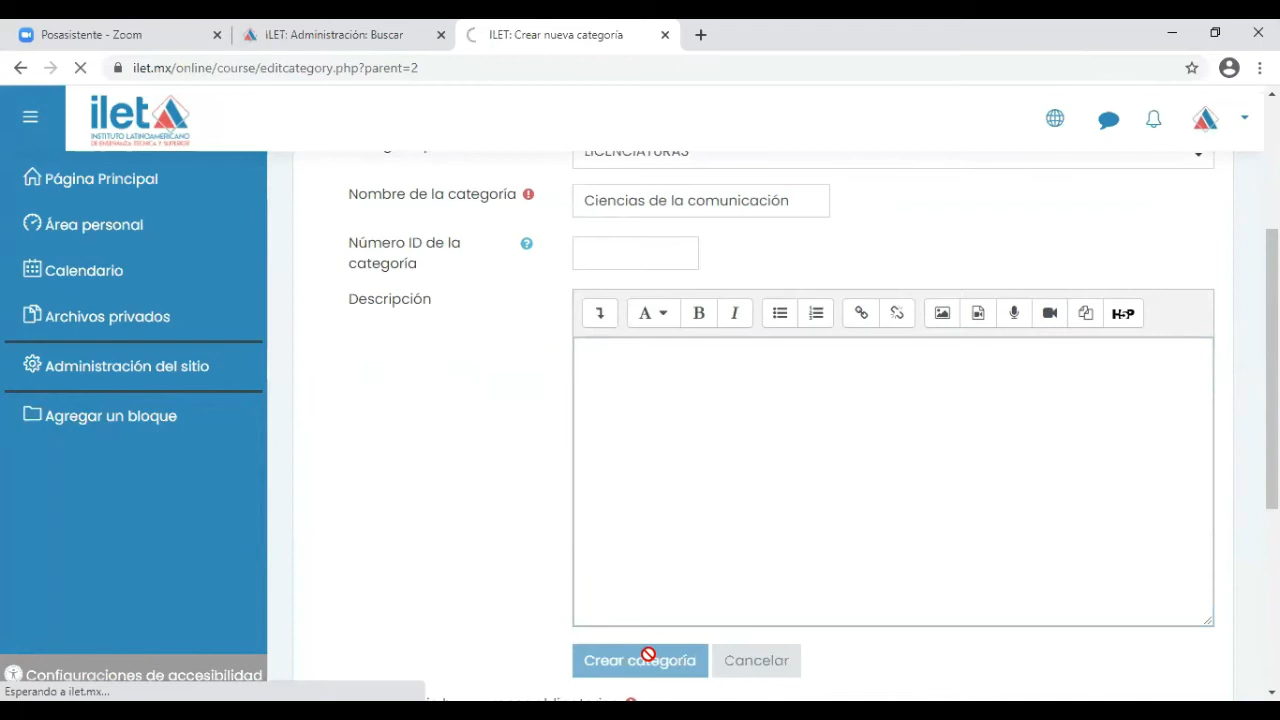 Posasistente - Zoom
ILET: Administración: Buscar
ILET: Crear nueva categoría
ilet.mx/online/course/editcategory.php?parent=2
ilet
INSTITUTO LATINOAMERICANO
DE ENSEÑANZA TÉCNICA Y SUPERIOR
Página Principal
Área personal
Calendario
Archivos privados
Administración del sitio
Agregar un bloque
Configuraciones de accesibilidad
Esperando a ilet.mx...
LICENCIATURAS
Nombre de la categoría
Ciencias de la comunicación
Número ID de la
categoría
Descripción
A
B
I
H5P
Crear categoría
Cancelar